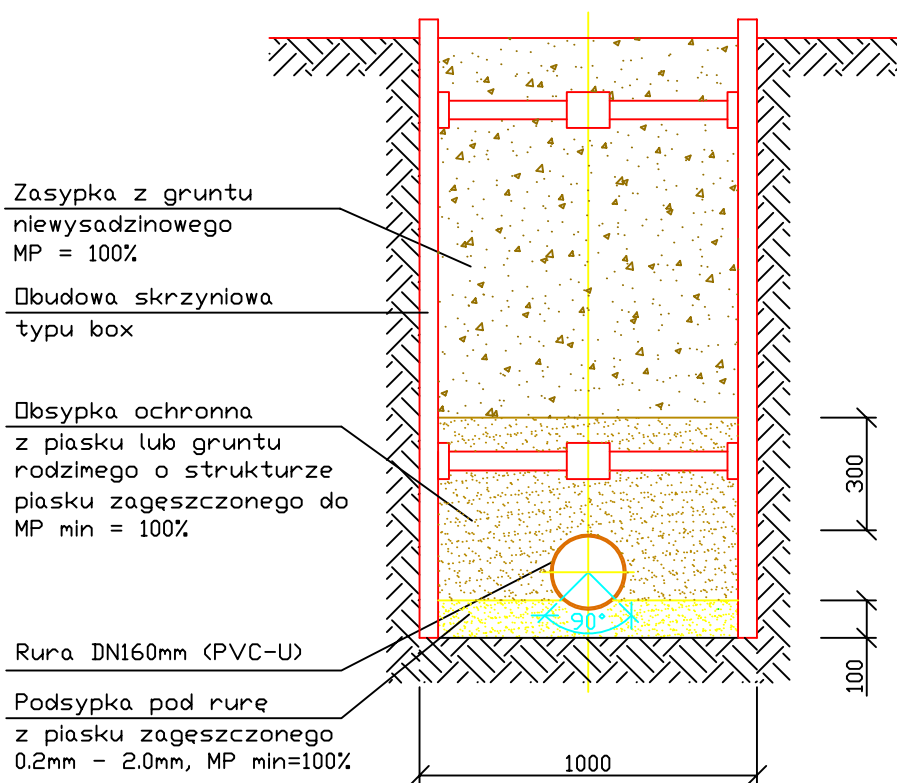 Zasypka z gruntu
niewysadzinowego
MP = 100%
Obudowa skrzyniowa
typu box
Obsypka ochronna
z piasku lub gruntu
rodzimego o strukturze
piasku zagęszczonego do
MP min = 100%
300
90°
Rura DN160mm (PVC-U)
100
Podsypka pod rurę
z piasku zagęszczonego
0.2mm - 2.0mm, MP min=100%
1000